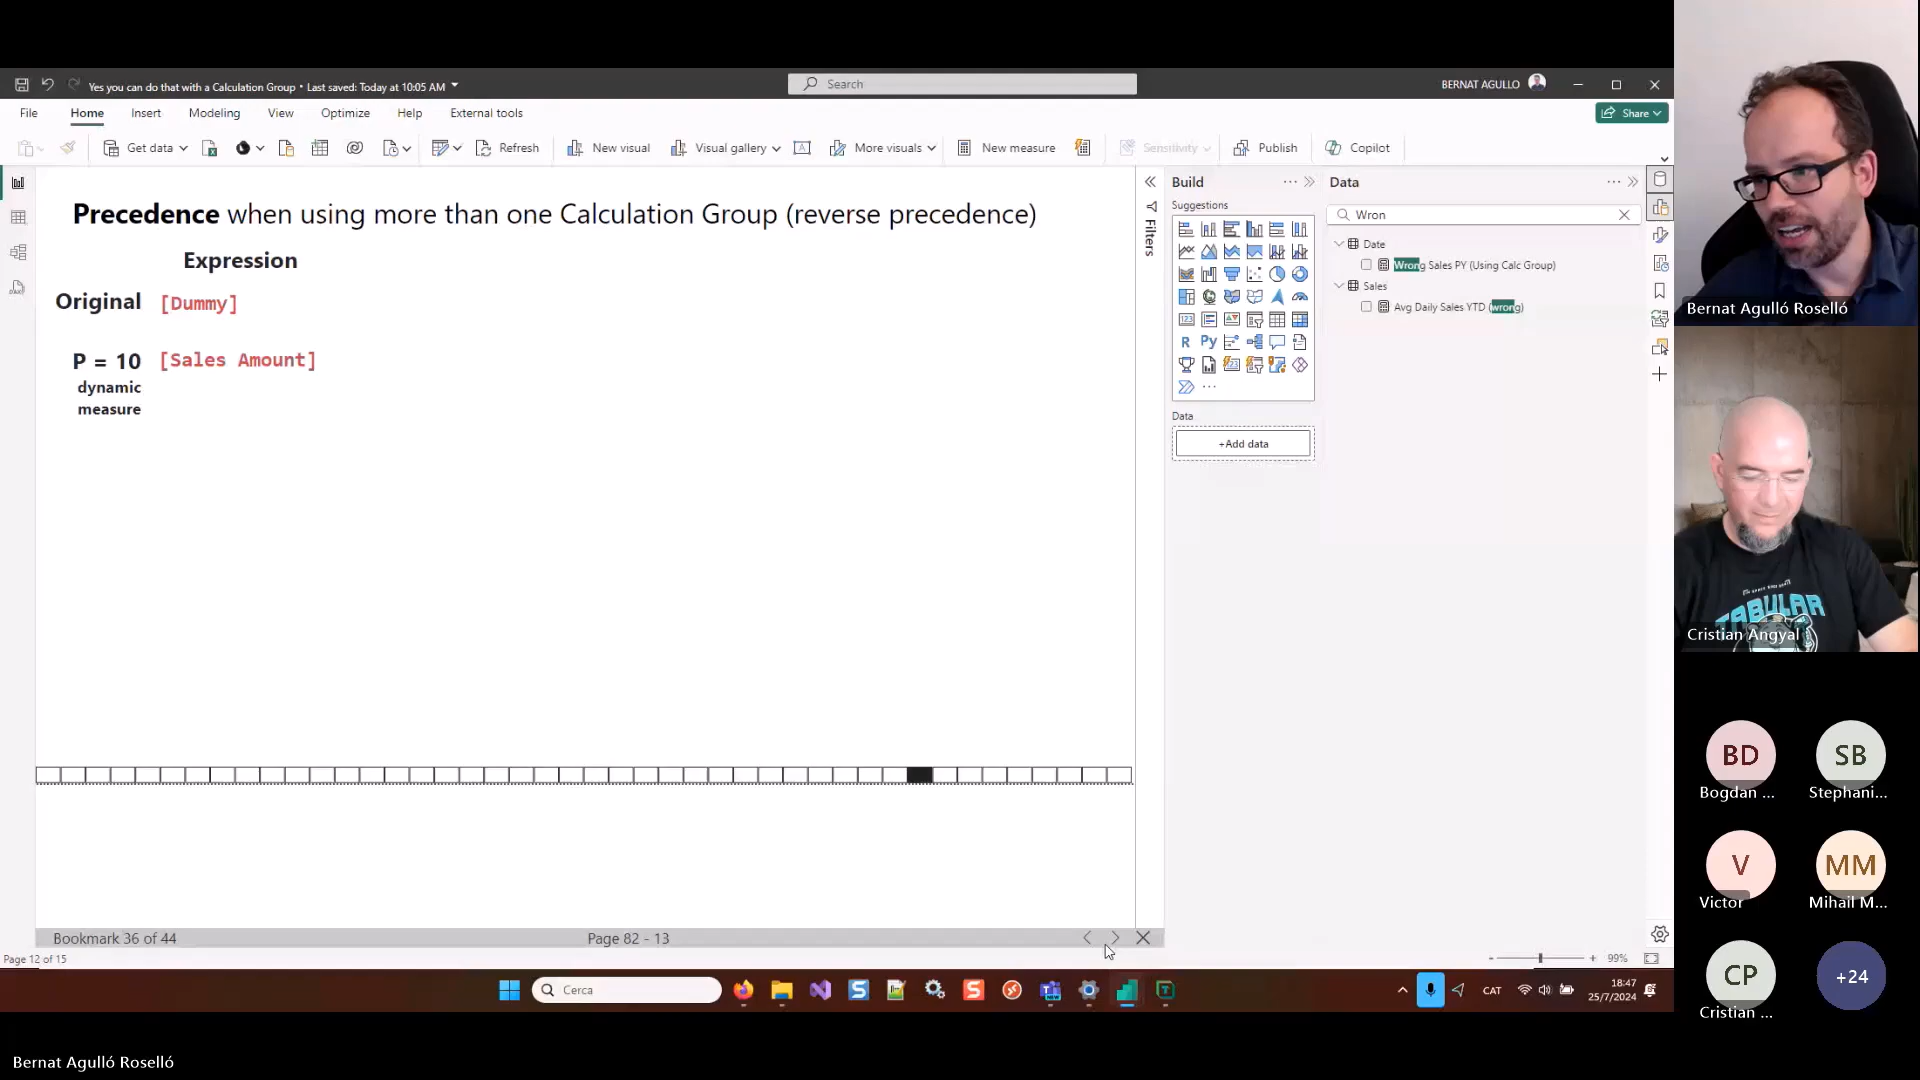 Yes you can do that with a Calculation Group • Last saved: Today at 10:05 AM
Search
BERNAT AGULLO
File Home Insert Modeling View Optimize Help External tools
Share
Get data
Refresh
New visual
Visual gallery
More visuals
New measure
Sensitivity
Publish
Copilot
Precedence when using more than one Calculation Group (reverse precedence)
Expression
Original [Dummy]
P = 10 [Sales Amount]
dynamic
measure
Filters
Build
Suggestions
R Py
Data
+Add data
Data
Wron
Date
Wrong Sales PY (Using Calc Group)
Sales
Avg Daily Sales YTD (wrong)
Bookmark 36 of 44
Page 82 - 13
Page 12 of 15
99%
Cerca
CAT
18:47
25/7/2024
Bernat Agulló Roselló
Bernat Agulló Roselló
TABULAR
Cristian Angyal
BD
Bogdan ...
SB
Stephani...
V
Victor
MM
Mihail M...
CP
Cristian ...
+24